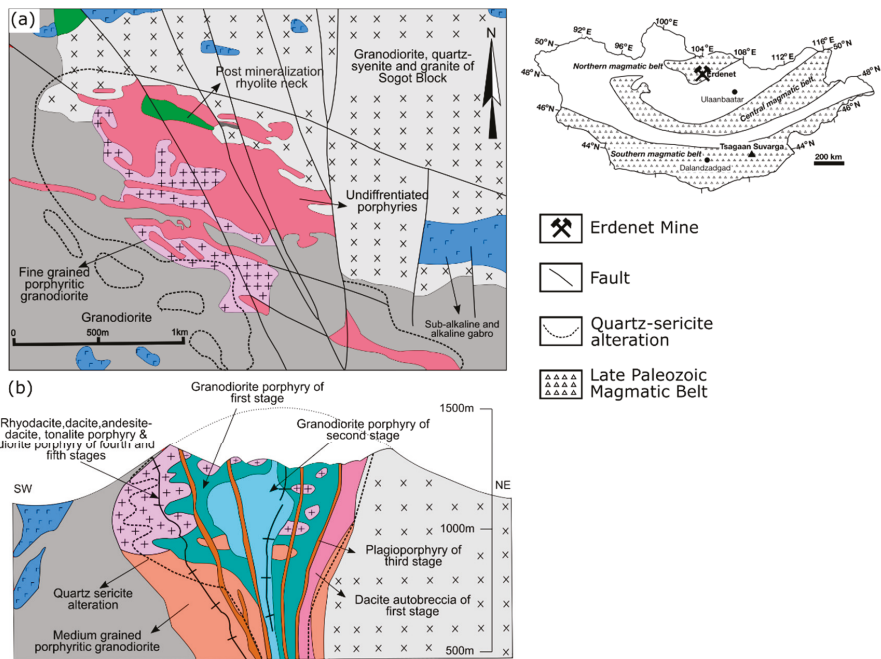 (a)
Granodiorite, quartz-
syenite and granite of
Sogot Block
N
Post mineralization
rhyolite neck
Undiffrentiated
porphyries
Fine grained
porphyritic
granodiorite
Granodiorite
0 500m 1km
Sub-alkaline and
alkaline gabro
92°E
96°E
100°E
104°E
108°E
112°E
116°E
50°N
48°N
46°N
44°N
50°N
48°N
46°N
44°N
Northern magmatic belt
Erdenet
Ulaanbaatar
Central magmatic belt
Tsagaan Suvarga
Southern magmatic belt
Dalandzadgad
200 km
Erdenet Mine
Fault
Quartz-sericite
alteration
Late Paleozoic
Magmatic Belt
(b)
Granodiorite porphyry of
first stage
Rhyodacite,dacite,andesite-
dacite, tonalite porphyry &
diorite porphyry of fourth and
fifth stages
Granodiorite porphyry of
second stage
1500m
SW
NE
1000m
Plagioporphyry of
third stage
Quartz sericite
alteration
Dacite autobreccia of
first stage
Medium grained
porphyritic granodiorite
500m